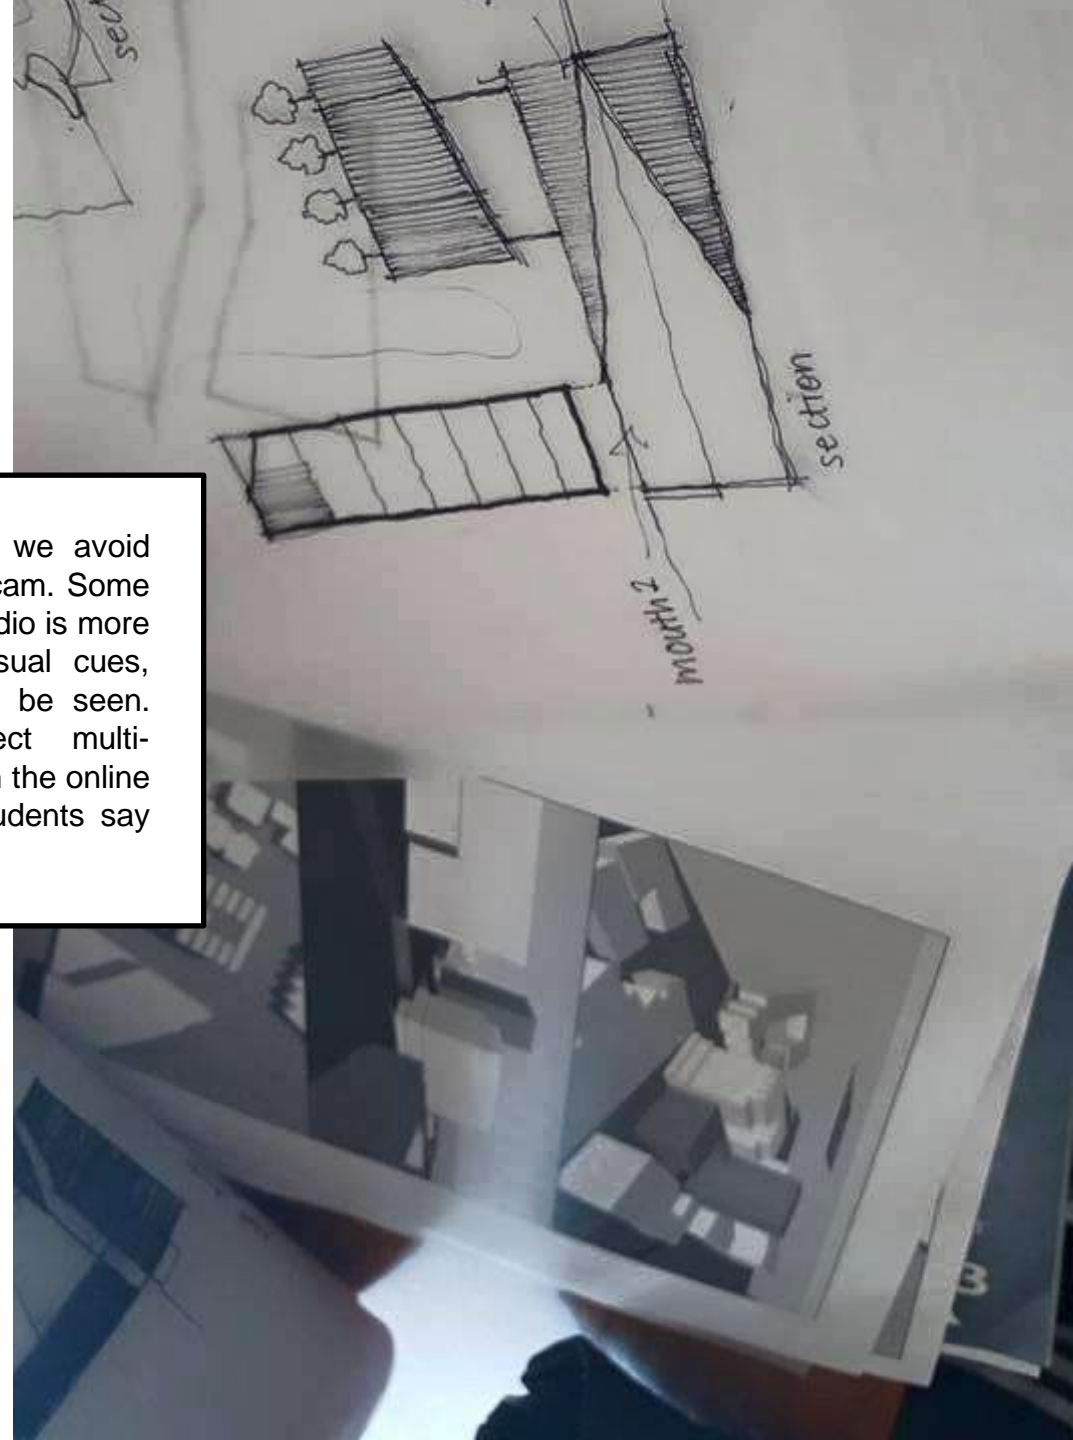 section
we avoid
cam. Some
dio is more
sual cues,
be seen.
ect multi-
the online
udents say
mouth 2
B